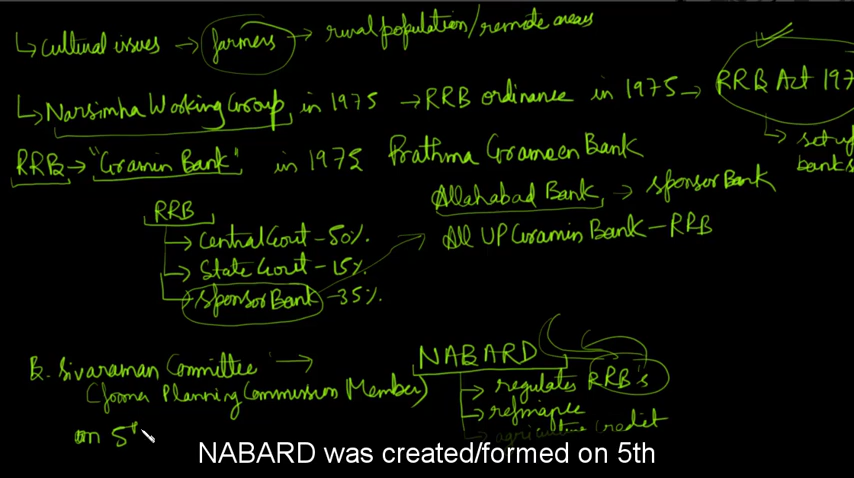 ↳ Cultural issues → farmers → rural population/remote areas
↳ Narsimha Working Group, in 1975 → RRB ordinance in 1975 → RRB Act 197
↳ set up banks
RRB → "Gramin Bank" in 1975 Prathma Grameen Bank
Allahabad Bank, → Sponsor Bank
All UP Gramin Bank - RRB
RRB
→ Central Govt - 50%.
→ State Govt - 15%.
→ Sponsor Bank - 35%.
B. Sivaraman Committee →
(former Planning Commission Member)
on 5th
NABARD
→ regulates RRB's
→ refinance
→ agriculture credit
NABARD was created/formed on 5th